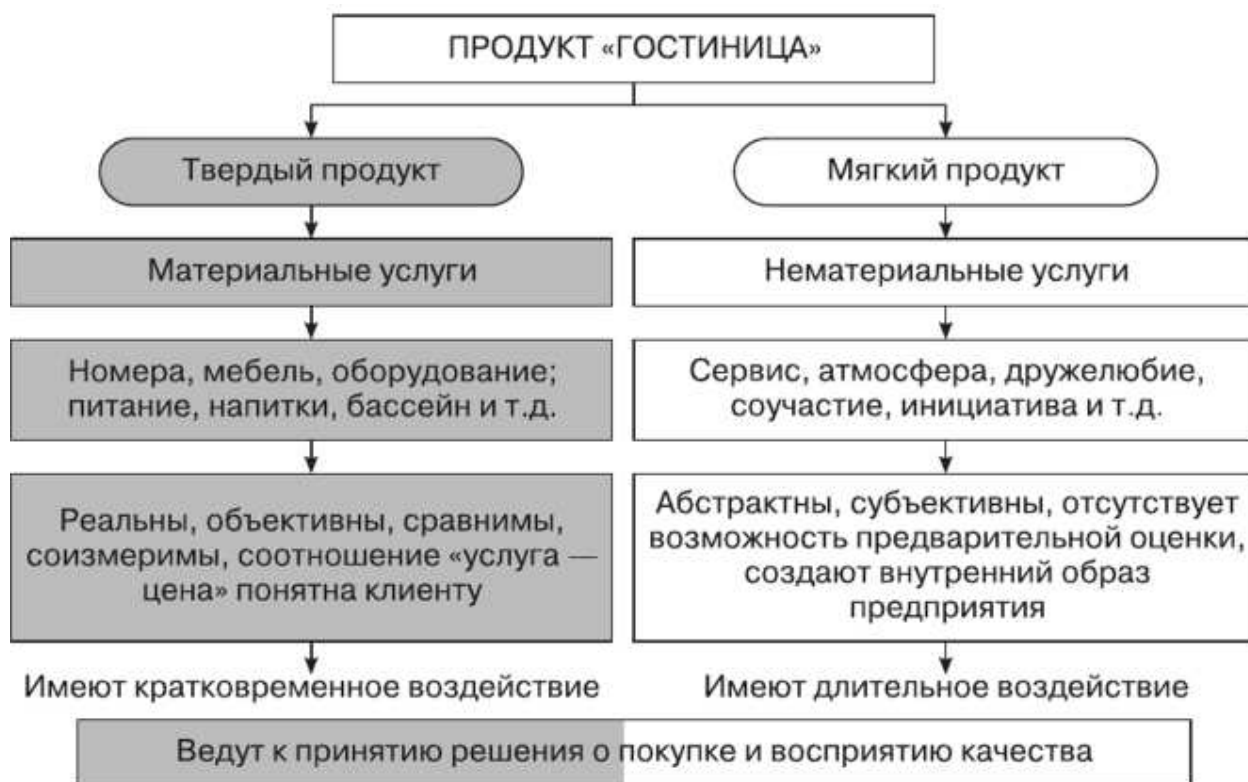 ПРОДУКТ «ГОСТИНИЦА»
Твердый продукт
Мягкий продукт
Материальные услуги
Нематериальные услуги
Номера, мебель, оборудование;
питание, напитки, бассейн и т.д.
Сервис, атмосфера, дружелюбие,
соучастие, инициатива и т.д.
Реальны, объективны, сравнимы,
соизмеримы, соотношение «услуга —
цена» понятна клиенту
Абстрактны, субъективны, отсутствует
возможность предварительной оценки,
создают внутренний образ
предприятия
Имеют кратковременное воздействие
Имеют длительное воздействие
Ведут к принятию решения о покупке и восприятию качества